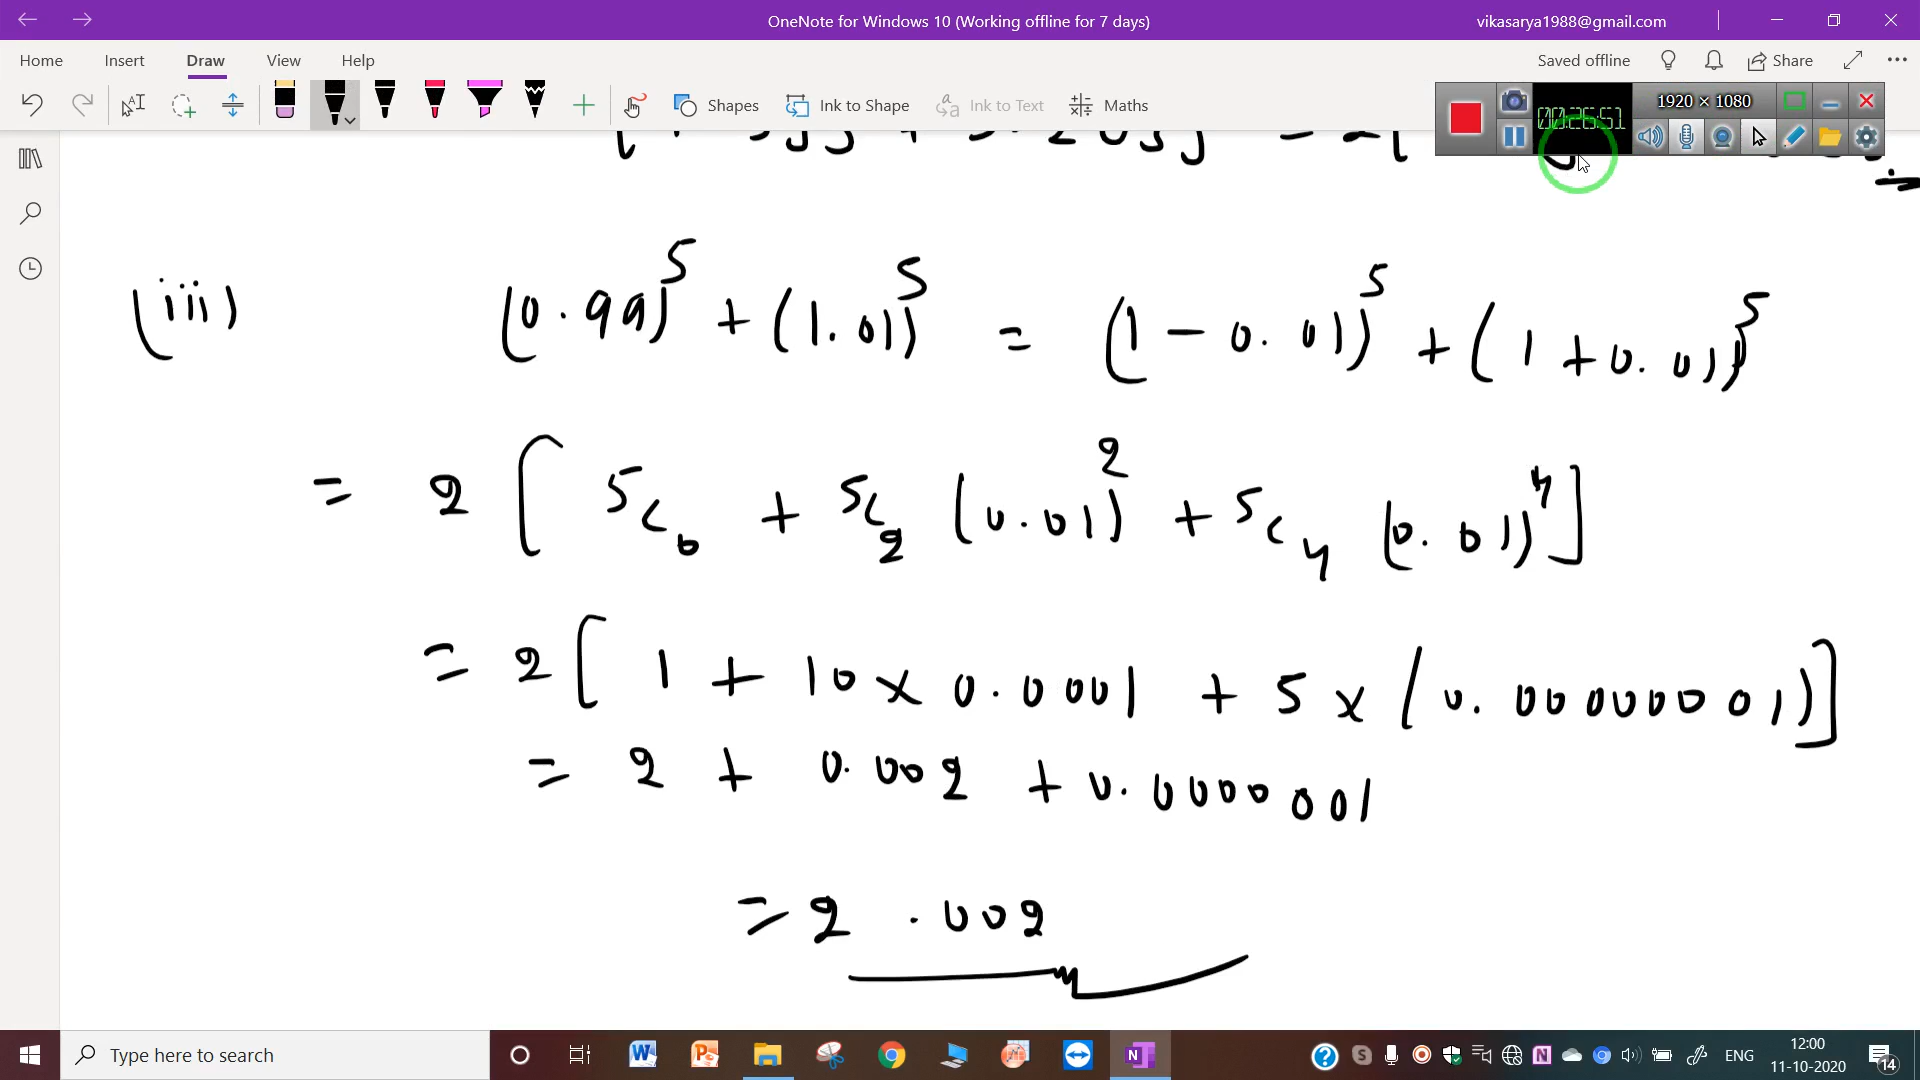 OneNote for Windows 10 (Working offline for 7 days)
vikasarya1988@gmail.com
Home Insert Draw View Help
Saved offline Share
Shapes Ink to Shape Ink to Text Maths
1920 × 1080
00:26:51
(iii) (0.99)⁵ + (1.01)⁵ = (1 - 0.01)⁵ + (1 + 0.01)⁵
= 2 [ ⁵C₀ + ⁵C₂ (0.01)² + ⁵C₄ (0.01)⁴ ]
= 2 [ 1 + 10 × 0.0001 + 5 × (0.00000001) ]
= 2 + 0.002 + 0.0000001
= 2.002
Type here to search
ENG
12:00
11-10-2020
14